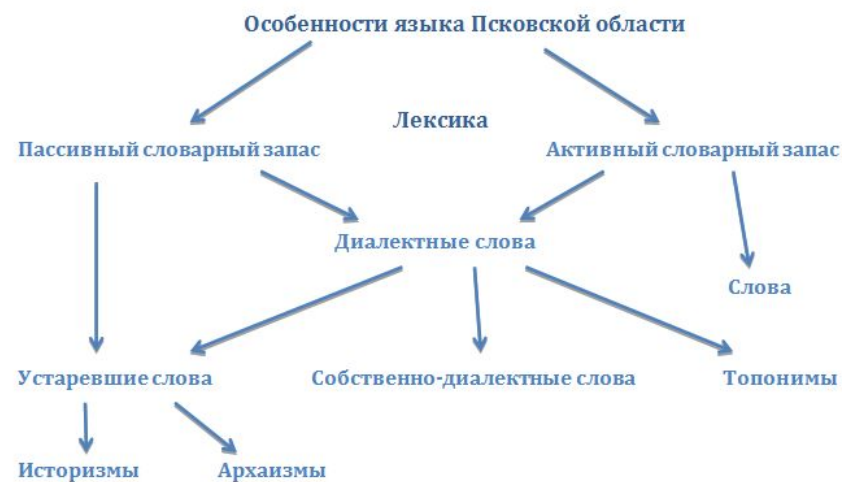 Особенности языка Псковской области
Лексика
Пассивный словарный запас
Активный словарный запас
Диалектные слова
Слова
Устаревшие слова
Собственно-диалектные слова
Топонимы
Историзмы
Архаизмы